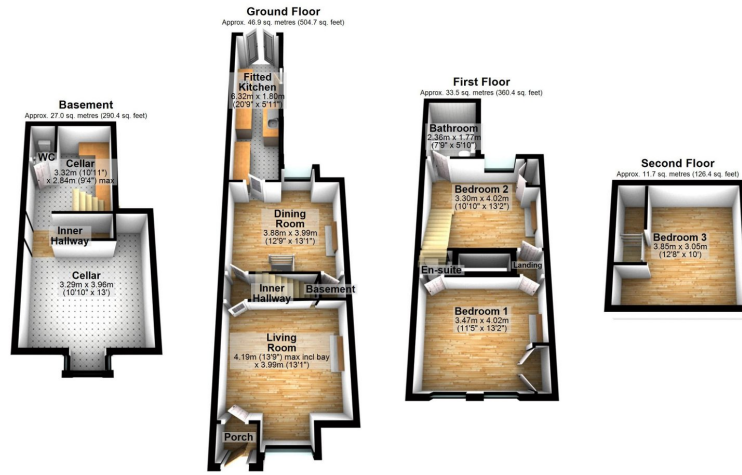 Basement
Approx. 27.0 sq. metres (290.4 sq. feet)
WC
Cellar
3.32m (10'11")
x 2.84m (9'4") max
Inner
Hallway
Cellar
3.29m x 3.96m
(10'10" x 13')
Ground Floor
Approx. 46.9 sq. metres (504.7 sq. feet)
Fitted
Kitchen
6.32m x 1.80m
(20'9" x 5'11")
Dining
Room
3.88m x 3.99m
(12'9" x 13'1")
Inner
Hallway
Basement
Living
Room
4.19m (13'9") max incl bay
x 3.99m (13'1")
Porch
First Floor
Approx. 33.5 sq. metres (360.4 sq. feet)
Bathroom
2.36m x 1.77m
(7'9" x 5'10")
Bedroom 2
3.30m x 4.02m
(10'10" x 13'2")
En-suite
Landing
Bedroom 1
3.47m x 4.02m
(11'5" x 13'2")
Second Floor
Approx. 11.7 sq. metres (126.4 sq. feet)
Bedroom 3
3.85m x 3.05m
(12'8" x 10')